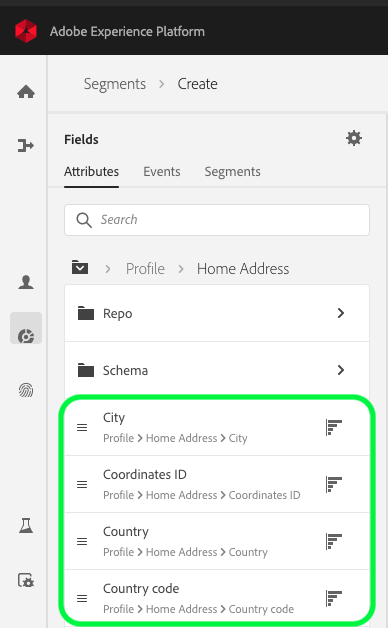 Adobe Experience Platform
Segments > Create
Fields
Attributes Events Segments
Search
> Profile > Home Address
Repo
Schema
City
Profile > Home Address > City
Coordinates ID
Profile > Home Address > Coordinates ID
Country
Profile > Home Address > Country
Country code
Profile > Home Address > Country code